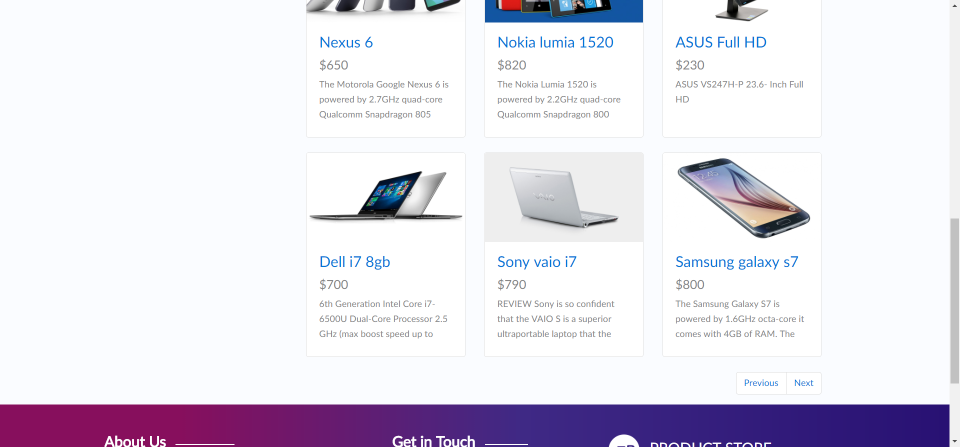 Nexus 6
$650
The Motorola Google Nexus 6 is
powered by 2.7GHz quad-core
Qualcomm Snapdragon 805
Nokia lumia 1520
$820
The Nokia Lumia 1520 is
powered by 2.2GHz quad-core
Qualcomm Snapdragon 800
ASUS Full HD
$230
ASUS VS247H-P 23.6- Inch Full
HD
Dell i7 8gb
$700
6th Generation Intel Core i7-
6500U Dual-Core Processor 2.5
GHz (max boost speed up to
VAIO
Sony vaio i7
$790
REVIEW Sony is so confident
that the VAIO S is a superior
ultraportable laptop that the
Samsung galaxy s7
$800
The Samsung Galaxy S7 is
powered by 1.6GHz octa-core it
comes with 4GB of RAM. The
Previous
Next
About Us
Get in Touch
PRODUCT STORE